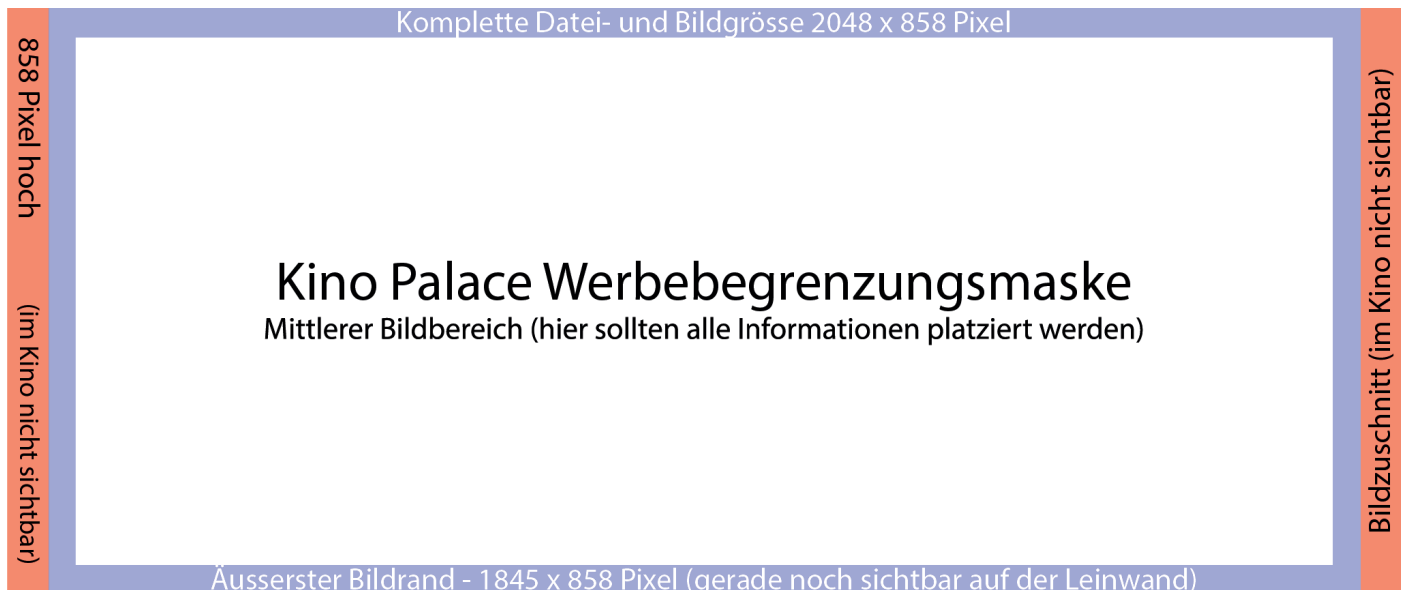 Komplette Datei- und Bildgrösse 2048 x 858 Pixel
858 Pixel hoch
(im Kino nicht sichtbar)
Kino Palace Werbebegrenzungsmaske
Mittlerer Bildbereich (hier sollten alle Informationen platziert werden)
Bildzuschnitt (im Kino nicht sichtbar)
Äusserster Bildrand - 1845 x 858 Pixel (gerade noch sichtbar auf der Leinwand)